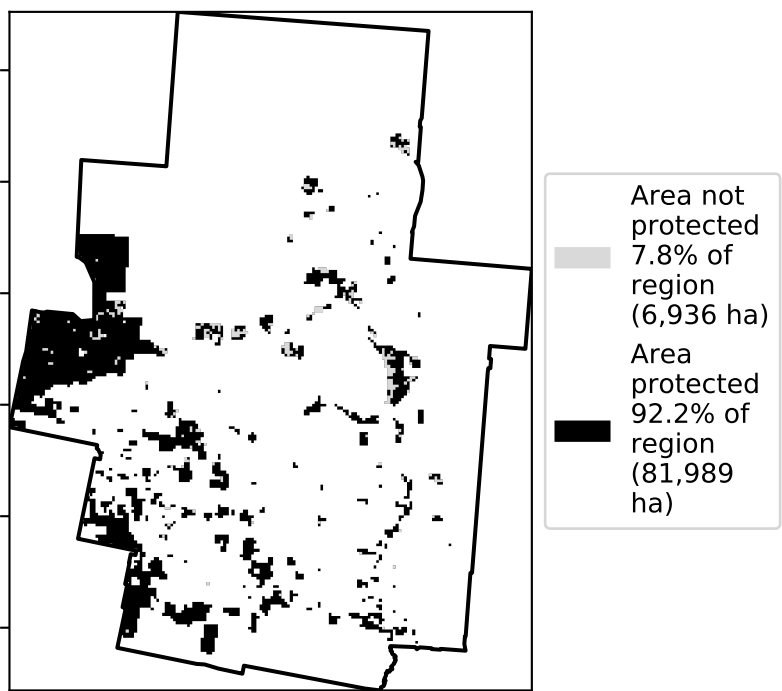 Area not
protected
7.8% of
region
(6,936 ha)
Area
protected
92.2% of
region
(81,989
ha)